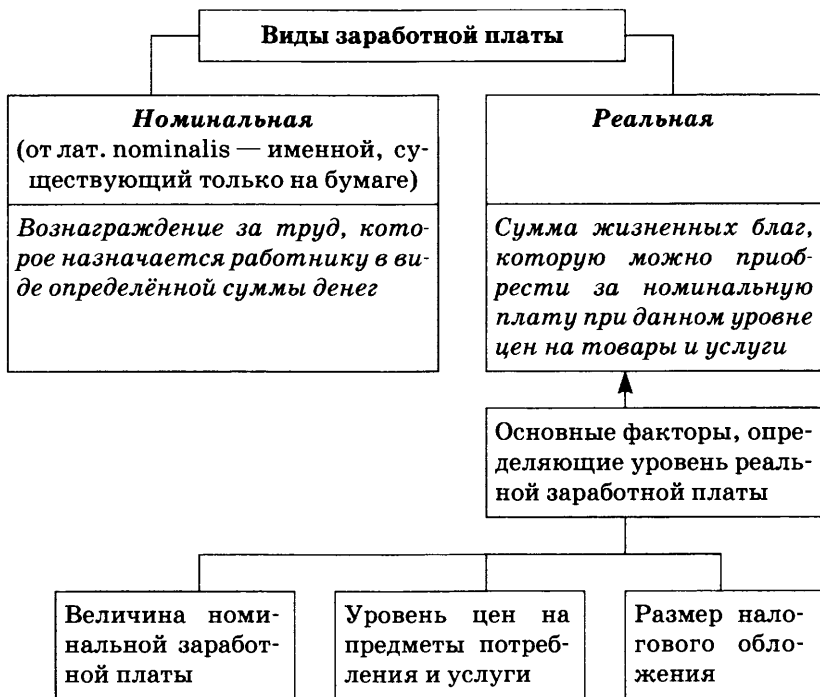 Виды заработной платы
Номинальная
(от лат. nominalis — именной, су-
ществующий только на бумаге)
Вознаграждение за труд, кото-
рое назначается работнику в ви-
де определённой суммы денег
Реальная
Сумма жизненных благ,
которую можно приоб-
рести за номинальную
плату при данном уровне
цен на товары и услуги
Основные факторы, опре-
деляющие уровень реаль-
ной заработной платы
Величина номи-
нальной заработ-
ной платы
Уровень цен на
предметы потреб-
ления и услуги
Размер нало-
гового обло-
жения